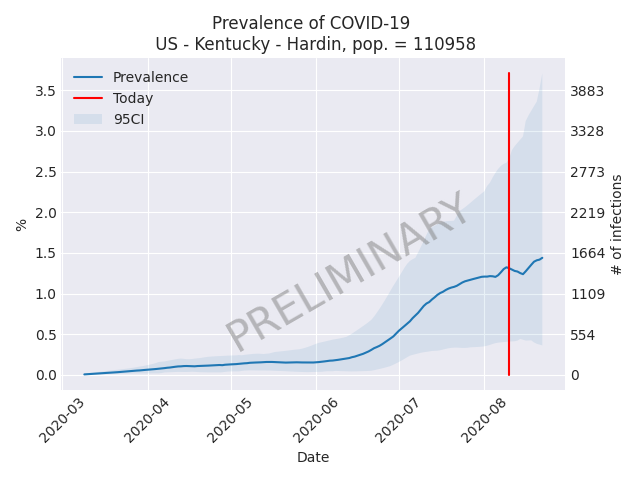 Prevalence of COVID-19
US - Kentucky - Hardin, pop. = 110958
Prevalence
Today
95CI
3.5
3.0
2.5
2.0
1.5
1.0
0.5
0.0
%
3883
3328
2773
2219
1664
1109
554
0
# of infections
PRELIMINARY
2020-03
2020-04
2020-05
2020-06
2020-07
2020-08
Date